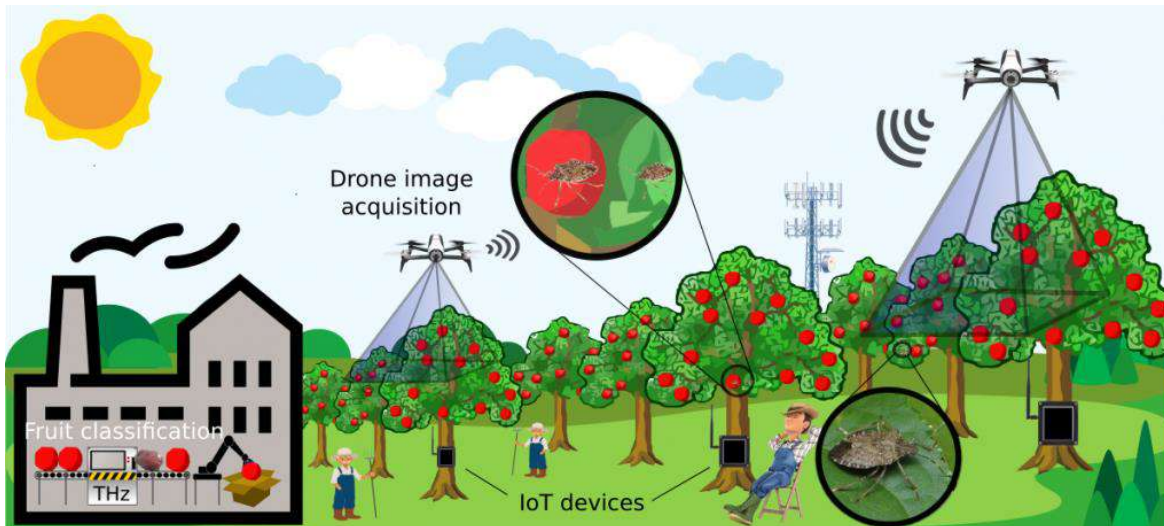 Drone image
acquisition
Fruit classification
THz
IoT devices